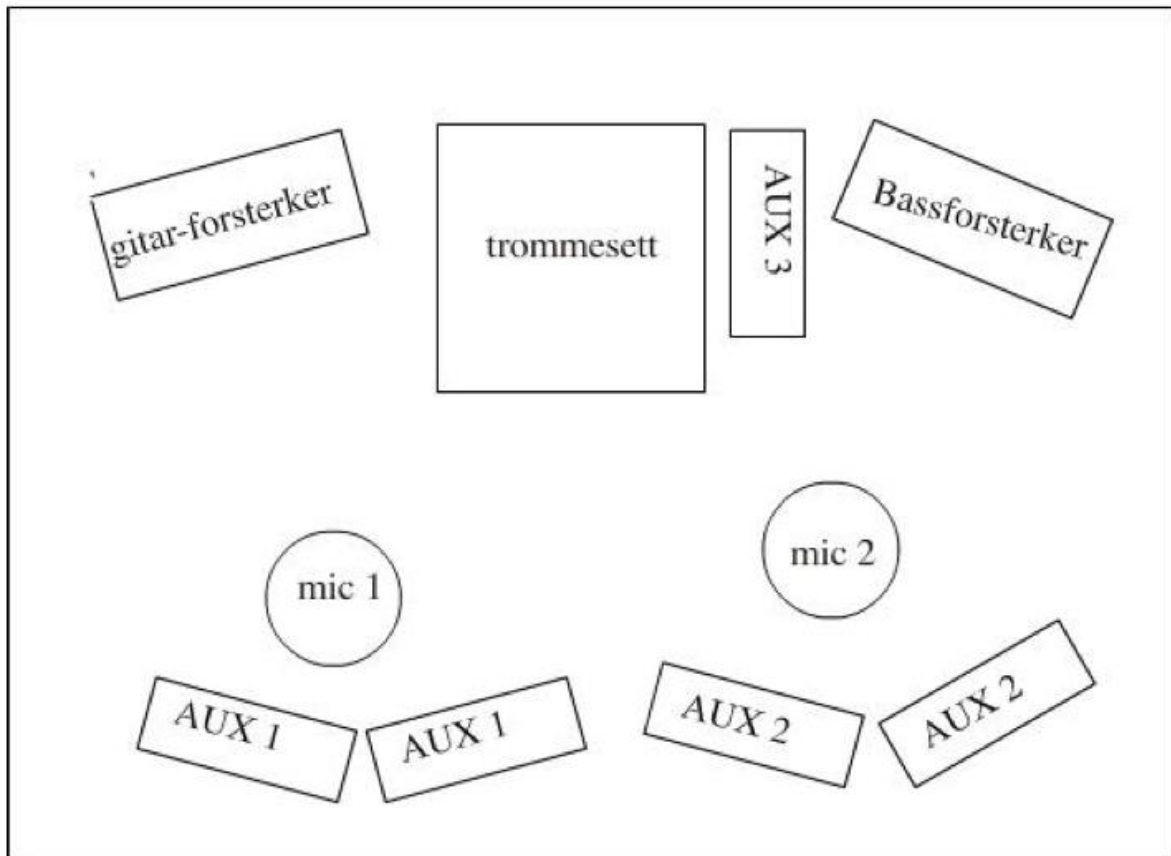 gitar-forsterker
trommesett
AUX 3
Bassforsterker
mic 1
mic 2
AUX 1
AUX 1
AUX 2
AUX 2